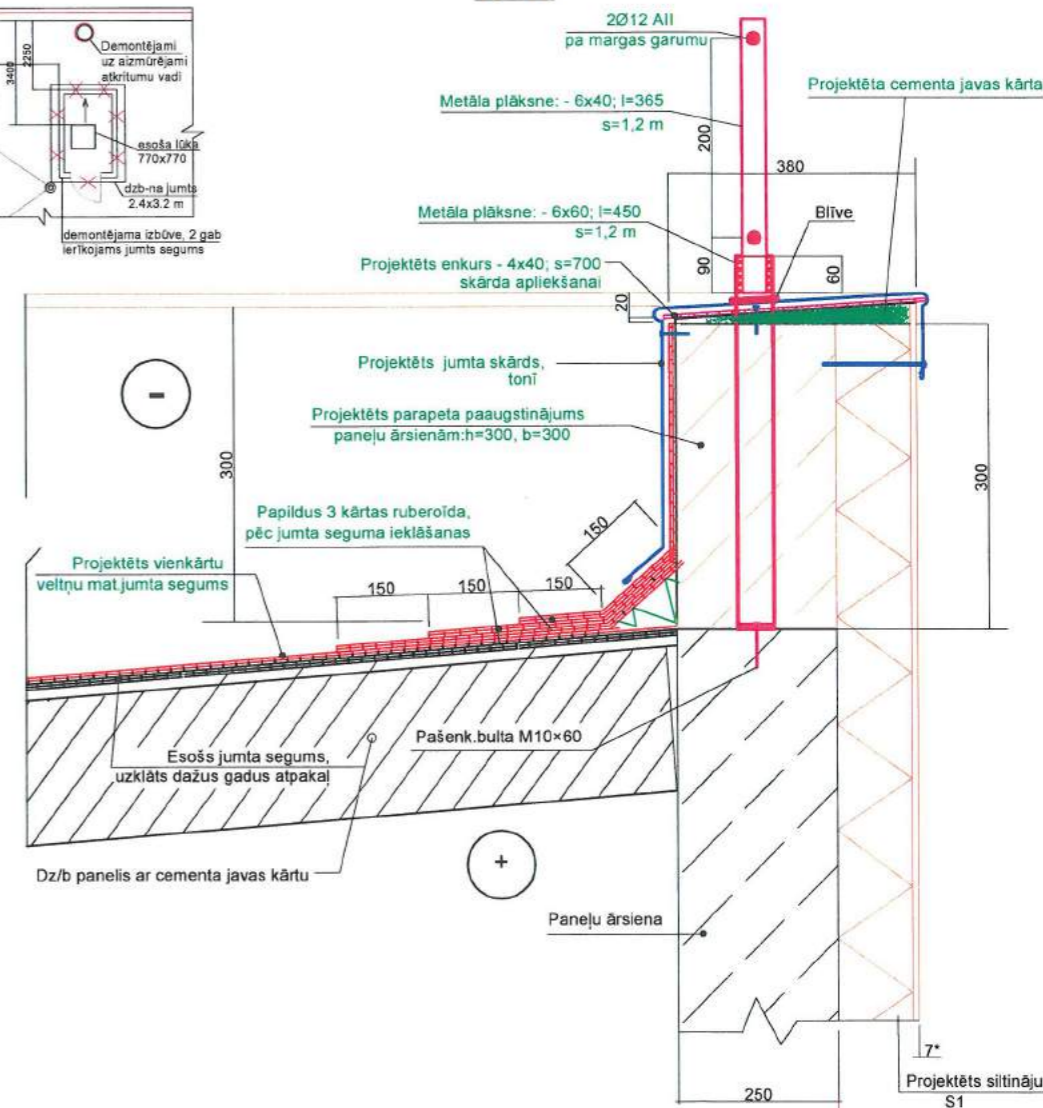 3400
2250
Demontējami
uz aizmūrējami
atkritumu vadi
esoša lūka
770x770
dzb-na jumts
2.4x3.2 m
demontējama izbūve, 2 gab
ierīkojams jumts segums
2Ø12 AII
pa margas garumu
Metāla plāksne: - 6x40; l=365
s=1,2 m
Projektēta cementa javas kārta
200
380
Metāla plāksne: - 6x60; l=450
s=1,2 m
Blīve
90
60
Projektēts enkurs - 4x40; s=700
skārda apliekšanai
20
-
Projektēts jumta skārds,
tonī
Projektēts parapeta paaugstinājums
paneļu ārsienām:h=300, b=300
300
300
Papildus 3 kārtas ruberoīda,
pēc jumta seguma ieklāšanas
150
Projektēts vienkārtu
veltņu mat.jumta segums
150
150
150
Pašenk.bulta M10×60
Esošs jumta segums,
uzklāts dažus gadus atpakaļ
+
Dz/b panelis ar cementa javas kārtu
Paneļu ārsiena
7*
Projektēts siltināju
S1
250